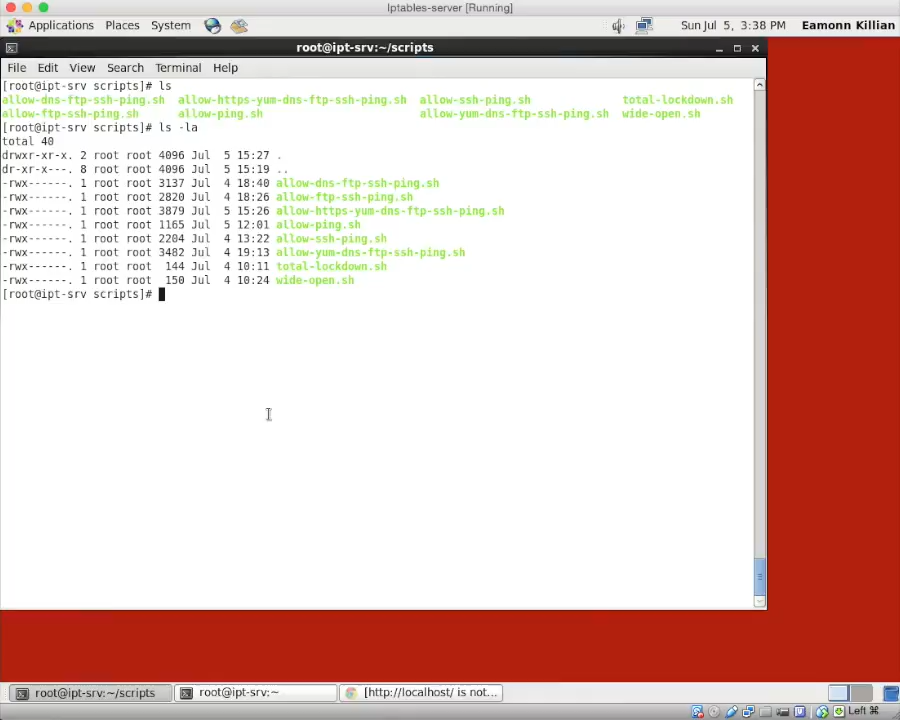 Iptables-server [Running]
Applications Places System Sun Jul 5, 3:38 PM Eamonn Killian
root@ipt-srv:~/scripts
File Edit View Search Terminal Help
[root@ipt-srv scripts]# ls
allow-dns-ftp-ssh-ping.sh allow-https-yum-dns-ftp-ssh-ping.sh allow-ssh-ping.sh total-lockdown.sh
allow-ftp-ssh-ping.sh allow-ping.sh allow-yum-dns-ftp-ssh-ping.sh wide-open.sh
[root@ipt-srv scripts]# ls -la
total 40
drwxr-xr-x. 2 root root 4096 Jul 5 15:27 .
dr-xr-x---. 8 root root 4096 Jul 5 15:19 ..
-rwx------. 1 root root 3137 Jul 4 18:40 allow-dns-ftp-ssh-ping.sh
-rwx------. 1 root root 2820 Jul 4 18:26 allow-ftp-ssh-ping.sh
-rwx------. 1 root root 3879 Jul 5 15:26 allow-https-yum-dns-ftp-ssh-ping.sh
-rwx------. 1 root root 1165 Jul 5 12:01 allow-ping.sh
-rwx------. 1 root root 2204 Jul 4 13:22 allow-ssh-ping.sh
-rwx------. 1 root root 3482 Jul 4 19:13 allow-yum-dns-ftp-ssh-ping.sh
-rwx------. 1 root root 144 Jul 4 10:11 total-lockdown.sh
-rwx------. 1 root root 150 Jul 4 10:24 wide-open.sh
[root@ipt-srv scripts]#
root@ipt-srv:~/scripts root@ipt-srv:~ [http://localhost/ is not...
Left ⌘